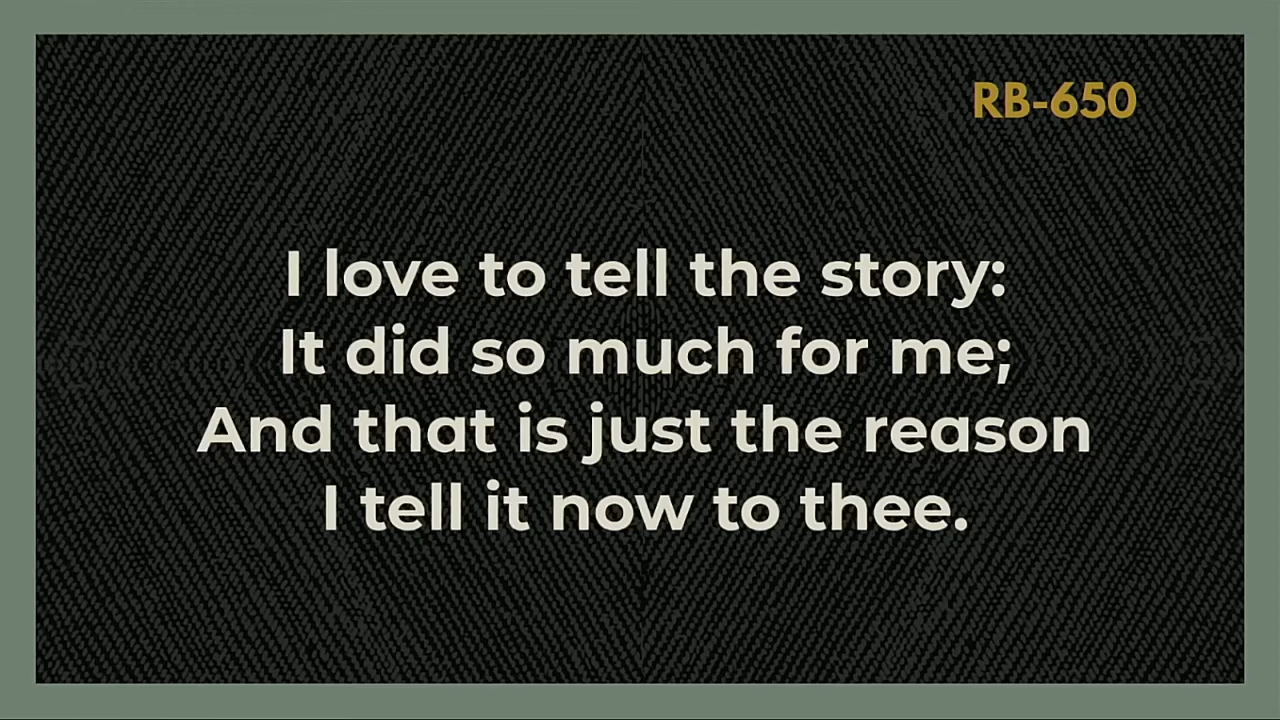 RB-650
I love to tell the story:
It did so much for me;
And that is just the reason
I tell it now to thee.